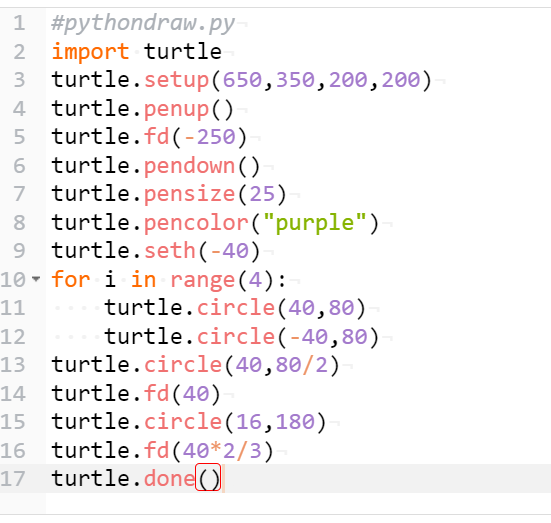 1 #pythondraw.py
2 import turtle
3 turtle.setup(650,350,200,200)
4 turtle.penup()
5 turtle.fd(-250)
6 turtle.pendown()
7 turtle.pensize(25)
8 turtle.pencolor("purple")
9 turtle.seth(-40)
10 for i in range(4):
11     turtle.circle(40,80)
12     turtle.circle(-40,80)
13 turtle.circle(40,80/2)
14 turtle.fd(40)
15 turtle.circle(16,180)
16 turtle.fd(40*2/3)
17 turtle.done()